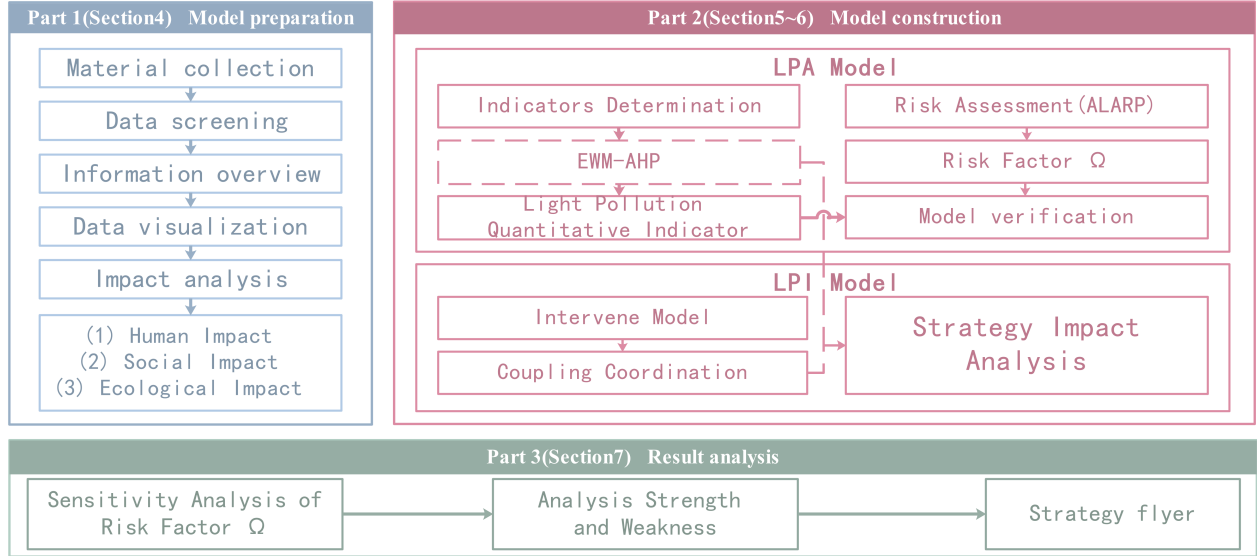 Part 1(Section4) Model preparation
Material collection
Data screening
Information overview
Data visualization
Impact analysis
(1) Human Impact
(2) Social Impact
(3) Ecological Impact
Part 2(Section5~6) Model construction
LPA Model
Indicators Determination
EWM-AHP
Light Pollution
Quantitative Indicator
Risk Assessment(ALARP)
Risk Factor Ω
Model verification
LPI Model
Intervene Model
Coupling Coordination
Strategy Impact
Analysis
Part 3(Section7) Result analysis
Sensitivity Analysis of
Risk Factor Ω
Analysis Strength
and Weakness
Strategy flyer